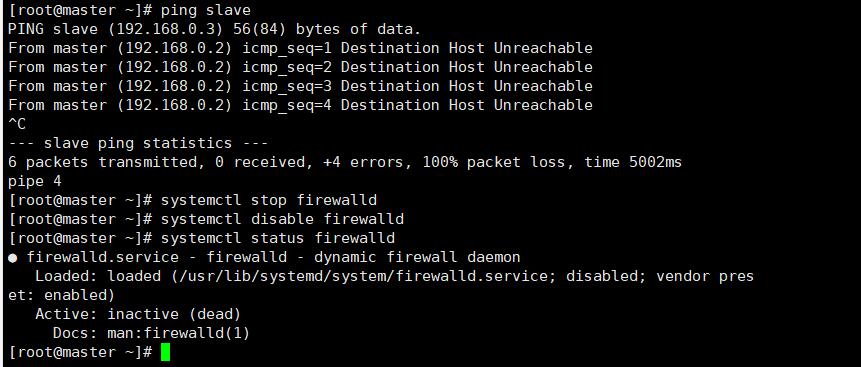 [root@master ~]# ping slave
PING slave (192.168.0.3) 56(84) bytes of data.
From master (192.168.0.2) icmp_seq=1 Destination Host Unreachable
From master (192.168.0.2) icmp_seq=2 Destination Host Unreachable
From master (192.168.0.2) icmp_seq=3 Destination Host Unreachable
From master (192.168.0.2) icmp_seq=4 Destination Host Unreachable
^C
--- slave ping statistics ---
6 packets transmitted, 0 received, +4 errors, 100% packet loss, time 5002ms
pipe 4
[root@master ~]# systemctl stop firewalld
[root@master ~]# systemctl disable firewalld
[root@master ~]# systemctl status firewalld
● firewalld.service - firewalld - dynamic firewall daemon
   Loaded: loaded (/usr/lib/systemd/system/firewalld.service; disabled; vendor pres
et: enabled)
   Active: inactive (dead)
     Docs: man:firewalld(1)
[root@master ~]#